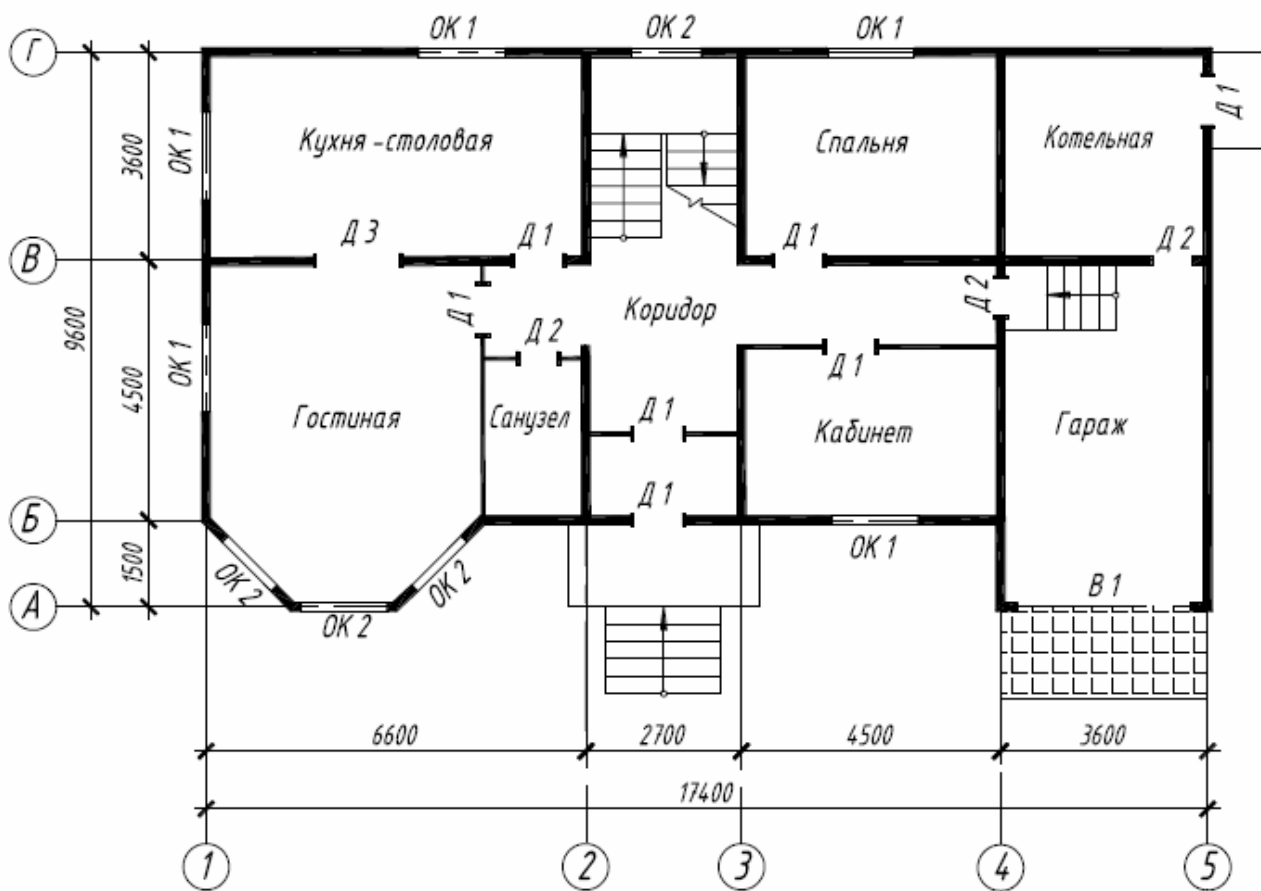 ОК 1
ОК 2
ОК 1
Г
Д 1
3600
ОК 1
Кухня-столовая
Спальня
Котельная
Д 3
Д 1
Д 1
Д 2
В
9600
4500
ОК 1
Д 1
Коридор
Д 2
Д 2
Д 1
Гостиная
Санузел
Д 1
Кабинет
Гараж
Д 1
Б
1500
ОК 2
ОК 2
ОК 2
ОК 1
В 1
А
6600
2700
4500
3600
17400
1
2
3
4
5